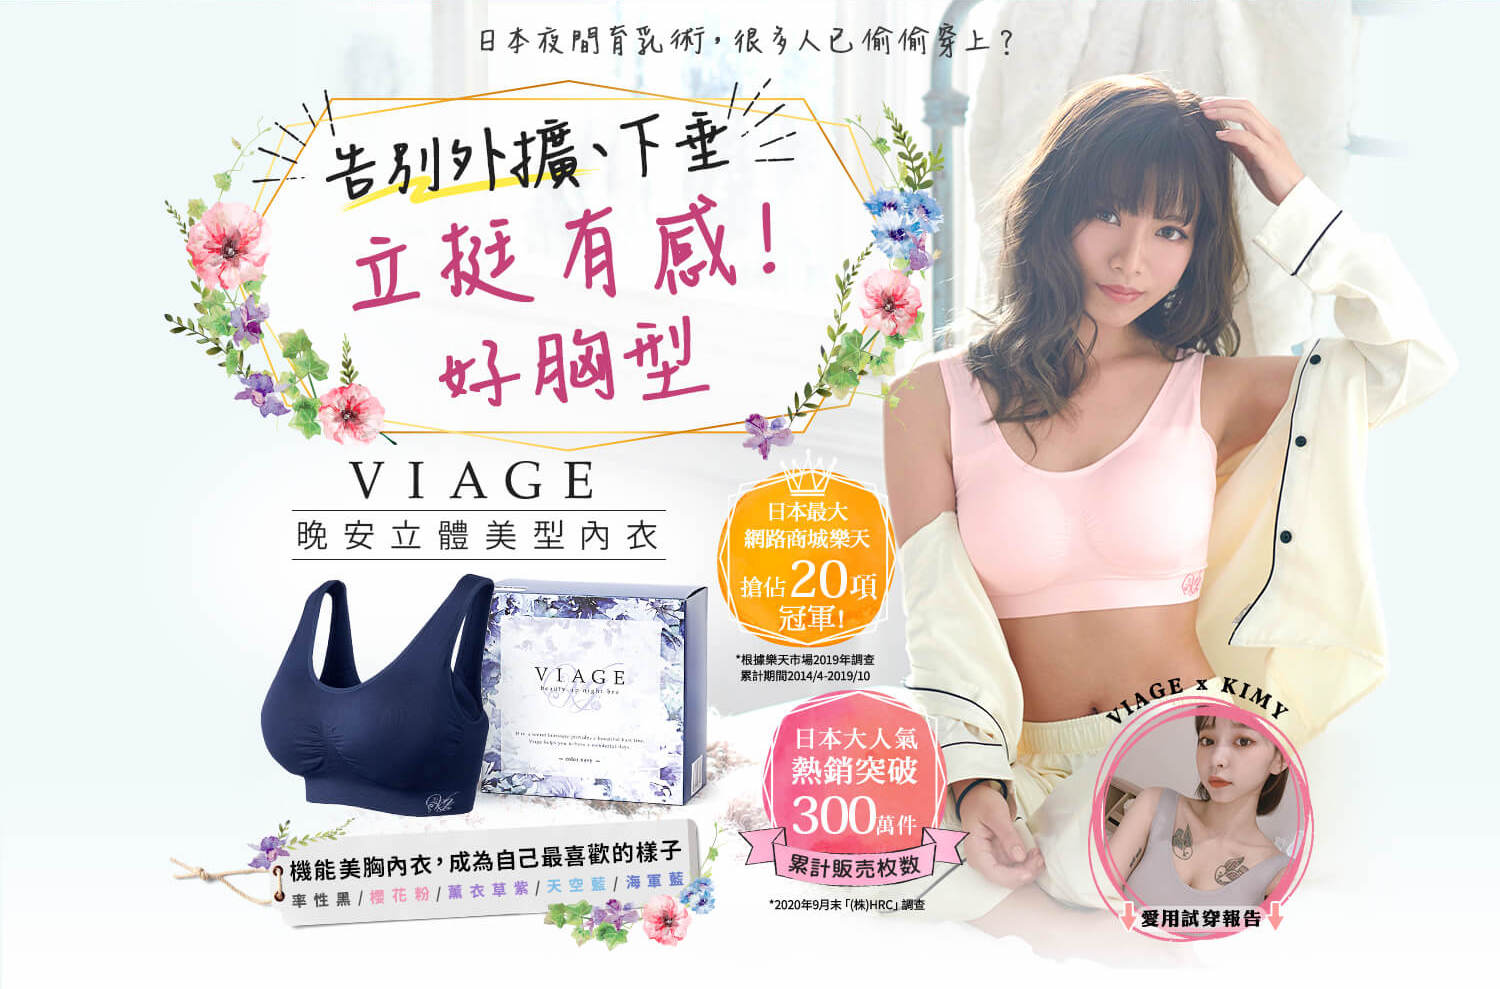 日本夜間育乳術，很多人已偷偷穿上？
告別外擴、下垂
立挺有感！
好胸型
VIAGE
晚安立體美型內衣
日本最大
網路商城樂天
搶佔20項
冠軍!
*根據樂天市場2019年調查
累計期間2014/4-2019/10
VIAGE
Beauty up night bra
color navy
日本大人氣
熱銷突破
300萬件
累計販売枚数
*2020年9月末「(株)HRC」調查
機能美胸內衣，成為自己最喜歡的樣子
率性黑/櫻花粉/薰衣草紫/天空藍/海軍藍
VIAGE x KIMY
愛用試穿報告